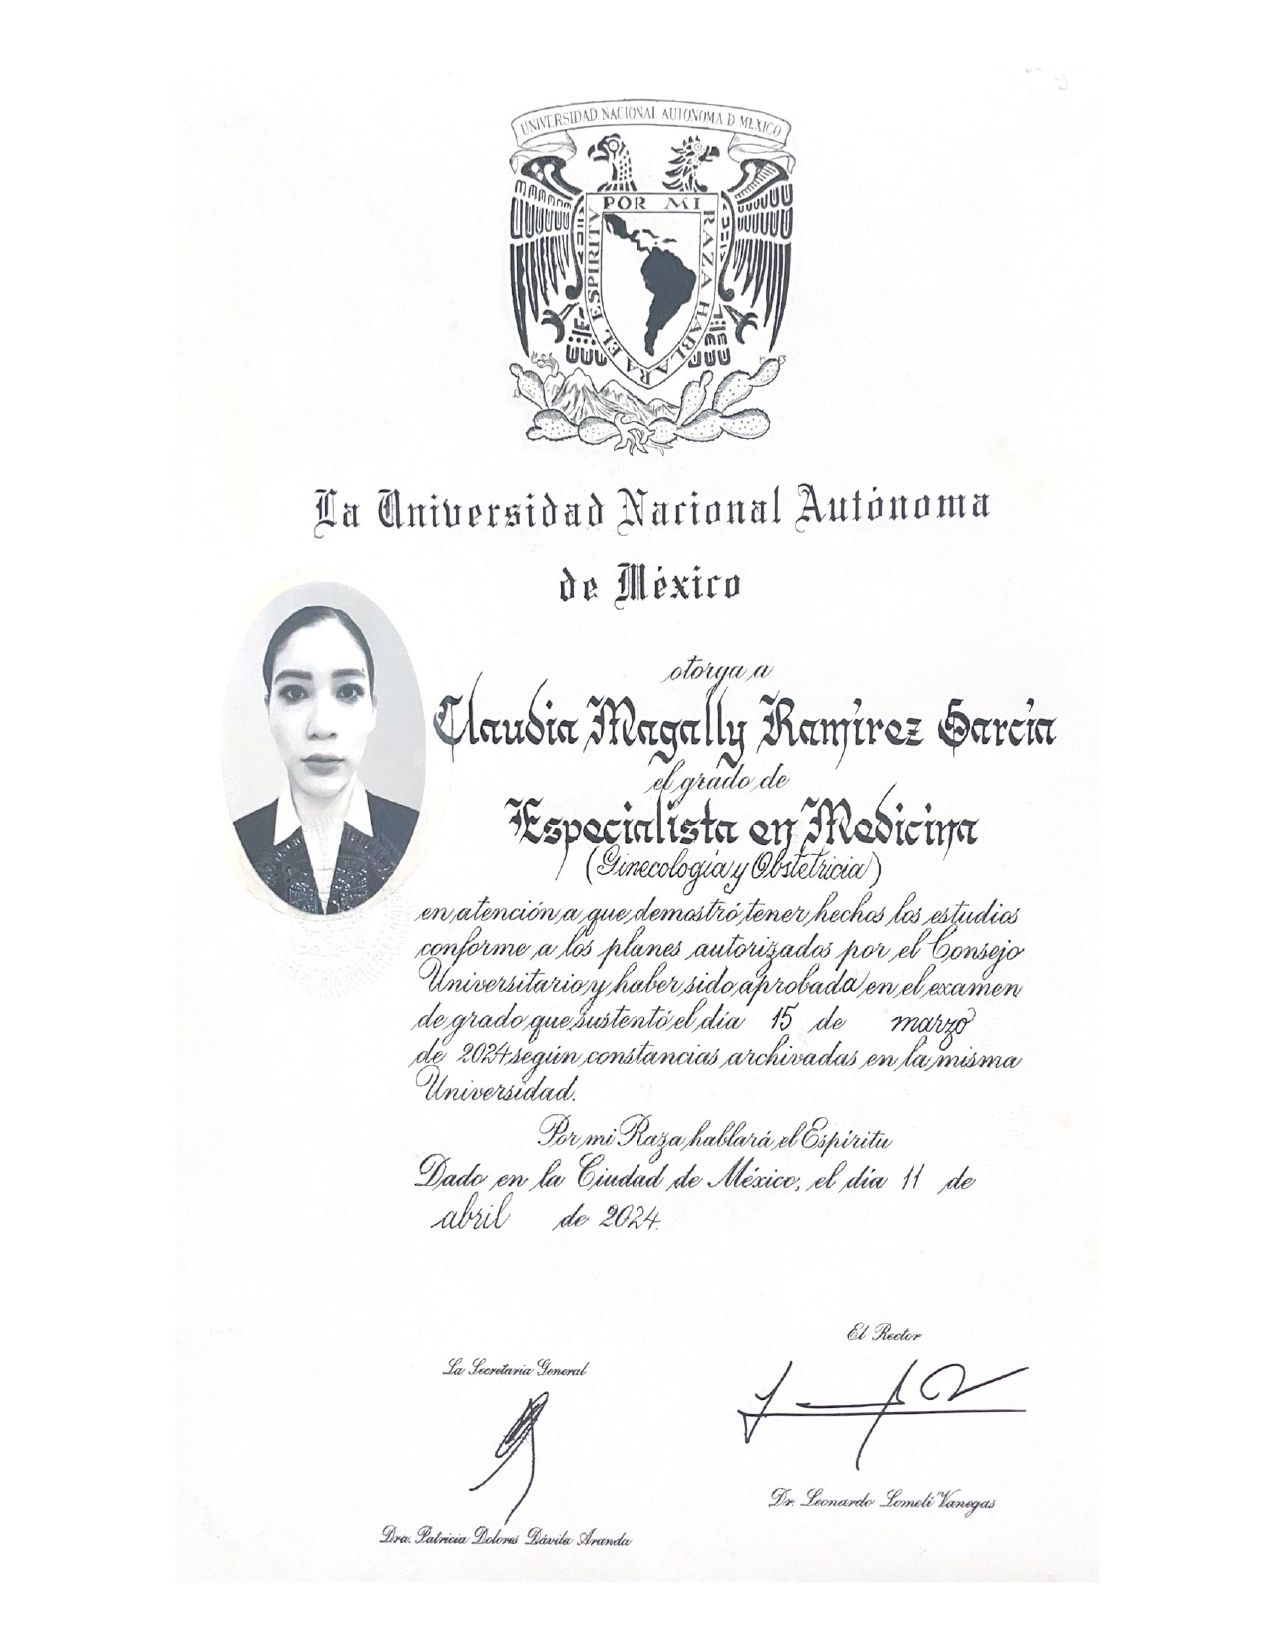 UNIVERSIDAD NACIONAL AUTONOMA D MEXICO
POR MI RAZA HABLARA EL ESPIRITU
La Universidad Nacional Autónoma
de México
otorga a
Claudia Magally Ramírez García
el grado de
Especialista en Medicina
(Ginecología y Obstetricia)
en atención a que demostró tener hechos los estudios
conforme a los planes autorizados por el Consejo
Universitario y haber sido aprobada en el examen
de grado que sustentó el día 15 de marzo
de 2024 según constancias archivadas en la misma
Universidad.
Por mi Raza hablará el Espíritu
Dado en la Ciudad de México, el día 11 de
abril de 2024.
El Rector
La Secretaria General
Dr. Leonardo Lomelí Vanegas
Dra. Patricia Dolores Dávila Aranda